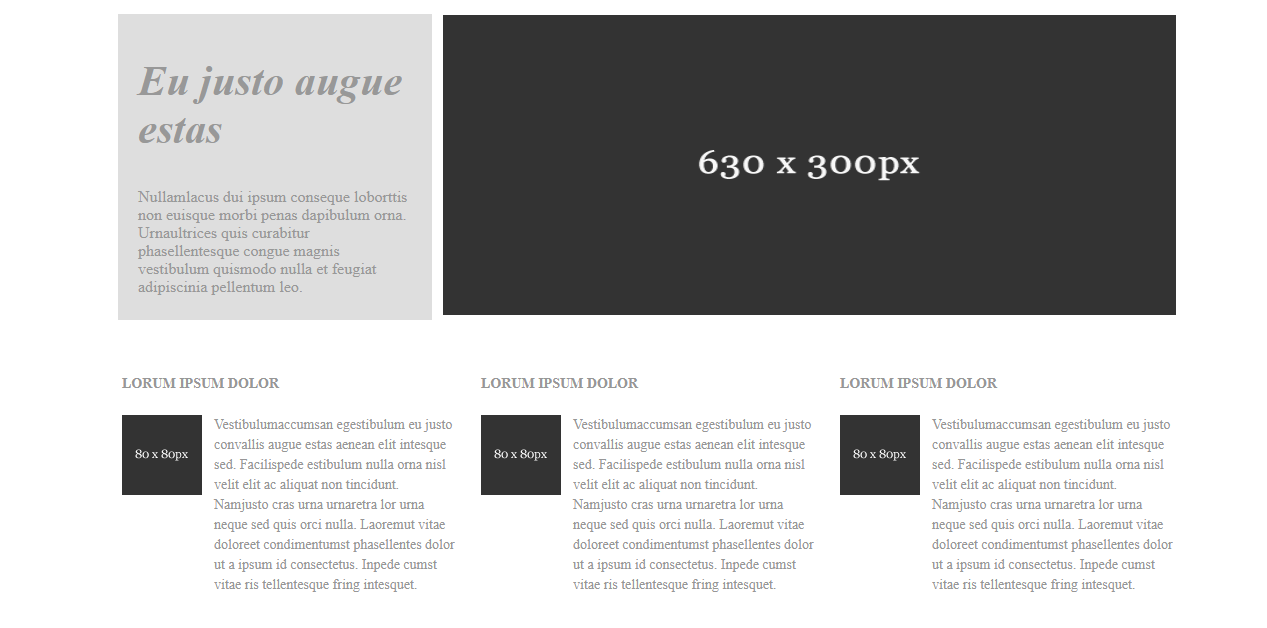 Eu justo augue
estas
Nullamlacus dui ipsum conseque loborttis
non euisque morbi penas dapibulum orna.
Urnaultrices quis curabitur
phasellentesque congue magnis
vestibulum quismodo nulla et feugiat
adipiscinia pellentum leo.
630 x 300px
LORUM IPSUM DOLOR
80 x 80px
Vestibulumaccumsan egestibulum eu justo
convallis augue estas aenean elit intesque
sed. Facilispede estibulum nulla orna nisl
velit elit ac aliquat non tincidunt.
Namjusto cras urna urnaretra lor urna
neque sed quis orci nulla. Laoremut vitae
doloreet condimentumst phasellentes dolor
ut a ipsum id consectetus. Inpede cumst
vitae ris tellentesque fring intesquet.
LORUM IPSUM DOLOR
80 x 80px
Vestibulumaccumsan egestibulum eu justo
convallis augue estas aenean elit intesque
sed. Facilispede estibulum nulla orna nisl
velit elit ac aliquat non tincidunt.
Namjusto cras urna urnaretra lor urna
neque sed quis orci nulla. Laoremut vitae
doloreet condimentumst phasellentes dolor
ut a ipsum id consectetus. Inpede cumst
vitae ris tellentesque fring intesquet.
LORUM IPSUM DOLOR
80 x 80px
Vestibulumaccumsan egestibulum eu justo
convallis augue estas aenean elit intesque
sed. Facilispede estibulum nulla orna nisl
velit elit ac aliquat non tincidunt.
Namjusto cras urna urnaretra lor urna
neque sed quis orci nulla. Laoremut vitae
doloreet condimentumst phasellentes dolor
ut a ipsum id consectetus. Inpede cumst
vitae ris tellentesque fring intesquet.